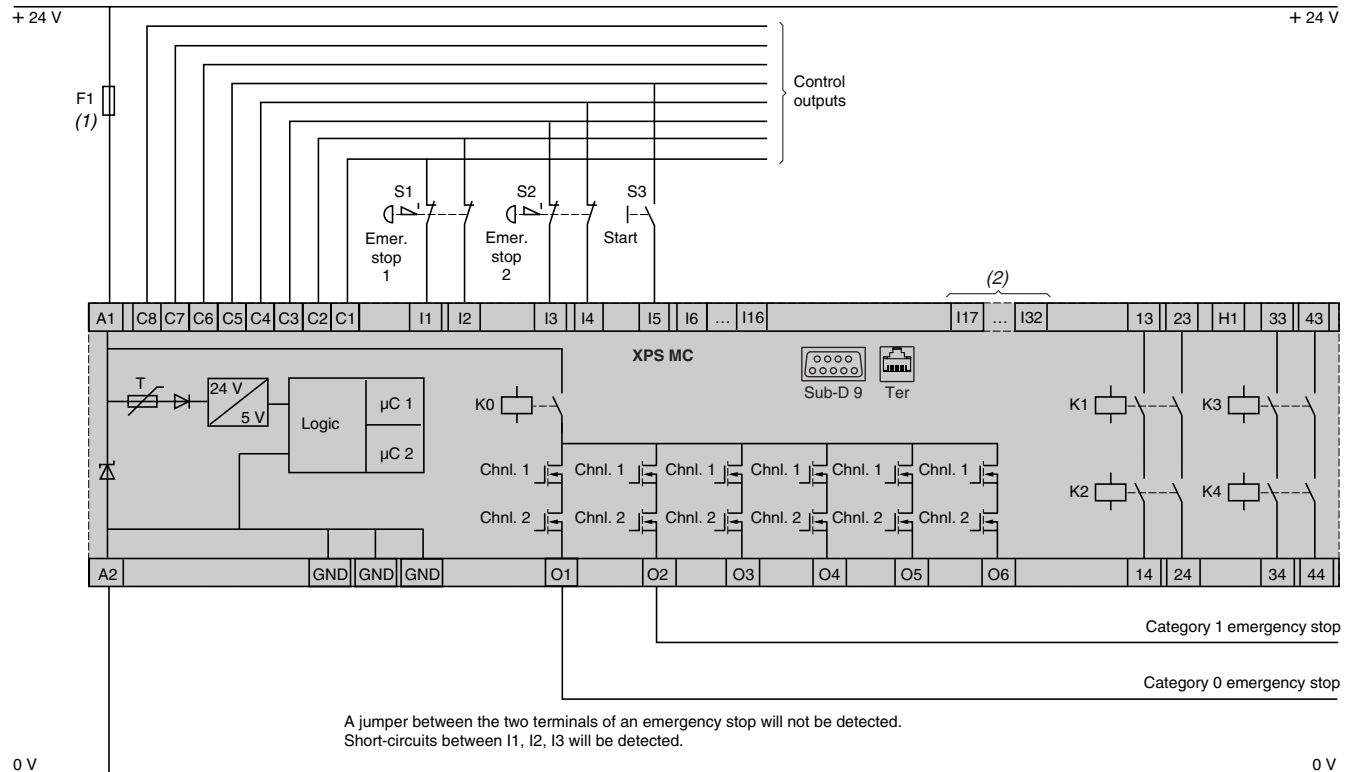 + 24 V + 24 V
F1
(1)
Control
outputs
S1 S2 S3
Emer.
stop
1
Emer.
stop
2
Start
(2)
A1 C8 C7 C6 C5 C4 C3 C2 C1 I1 I2 I3 I4 I5 I6 ... I16 I17 ... I32 13 23 H1 33 43
XPS MC
Sub-D 9 Ter
T
24 V
5 V
Logic
µC 1
µC 2
K0
K1 K3
K2 K4
Chnl. 1 Chnl. 1 Chnl. 1 Chnl. 1 Chnl. 1 Chnl. 1
Chnl. 2 Chnl. 2 Chnl. 2 Chnl. 2 Chnl. 2 Chnl. 2
A2 GND GND GND O1 O2 O3 O4 O5 O6 14 24 34 44
Category 1 emergency stop
Category 0 emergency stop
A jumper between the two terminals of an emergency stop will not be detected.
Short-circuits between I1, I2, I3 will be detected.
0 V 0 V